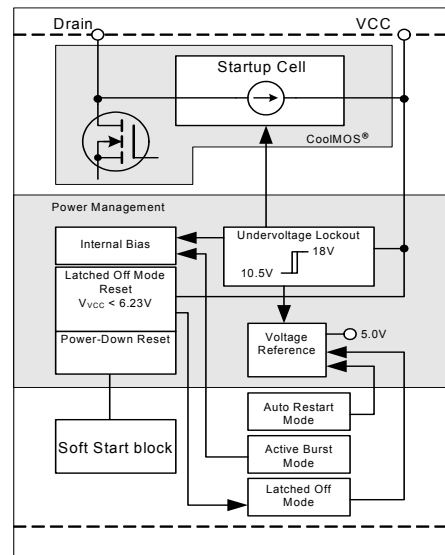 Drain
VCC
Startup Cell
CoolMOS®
Power Management
Internal Bias
Undervoltage Lockout
18V
10.5V
Latched Off Mode
Reset
VVCC < 6.23V
Power-Down Reset
Voltage
Reference
5.0V
Auto Restart
Mode
Soft Start block
Active Burst
Mode
Latched Off
Mode